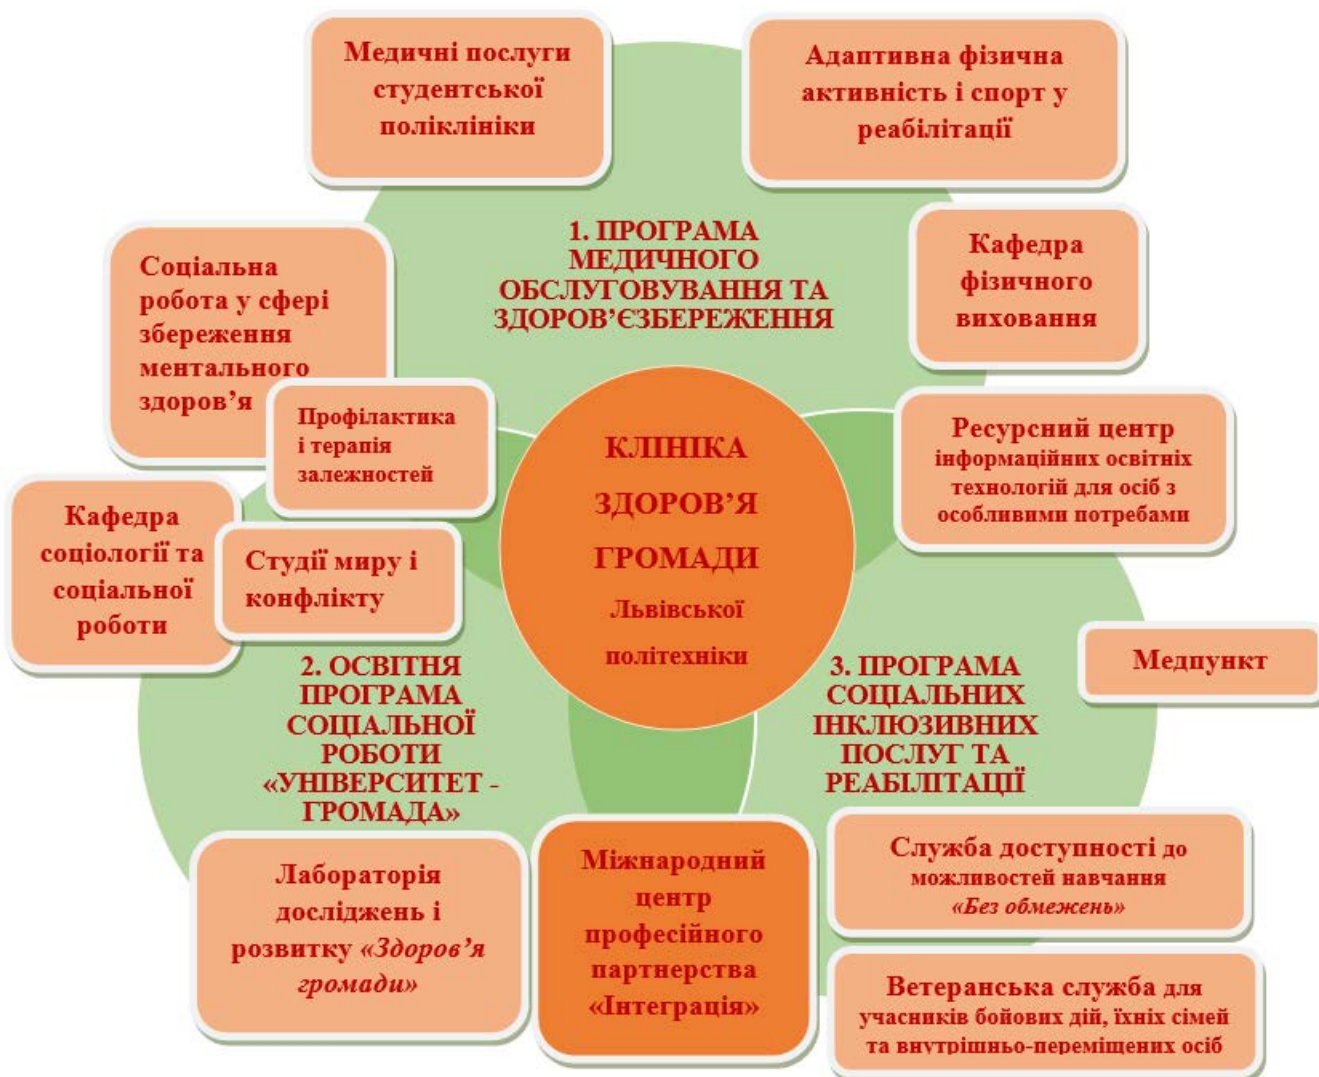 Медичні послуги
студентської
поліклініки
Адаптивна фізична
активність і спорт у
реабілітації
1. ПРОГРАМА
МЕДИЧНОГО
ОБСЛУГОВУВАННЯ ТА
ЗДОРОВ’ЄЗБЕРЕЖЕННЯ
Кафедра
фізичного
виховання
Соціальна
робота у сфері
збереження
ментального
здоров’я
Профілактика
і терапія
залежностей
КЛІНІКА
ЗДОРОВ’Я
ГРОМАДИ
Львівської
політехніки
Ресурсний центр
інформаційних освітніх
технологій для осіб з
особливими потребами
Кафедра
соціології та
соціальної
роботи
Студії миру і
конфлікту
2. ОСВІТНЯ
ПРОГРАМА
СОЦІАЛЬНОЇ
РОБОТИ
«УНІВЕРСИТЕТ -
ГРОМАДА»
3. ПРОГРАМА
СОЦІАЛЬНИХ
ІНКЛЮЗИВНИХ
ПОСЛУГ ТА
РЕАБІЛІТАЦІЇ
Медпункт
Лабораторія
досліджень і
розвитку «Здоров’я
громади»
Міжнародний
центр
професійного
партнерства
«Інтеграція»
Служба доступності до
можливостей навчання
«Без обмежень»
Ветеранська служба для
учасників бойових дій, їхніх сімей
та внутрішньо-переміщених осіб